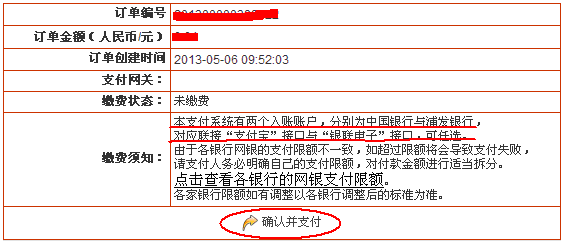 订单编号
订单金额（人民币/元）
订单创建时间 2013-05-06 09:52:03
支付网关：
缴费状态： 未缴费
缴费须知：
本支付系统有两个入账账户，分别为中国银行与浦发银行，
对应联接“支付宝”接口与“银联电子”接口，可任选。
由于各银行网银的支付限额不一致，如超过限额将会导致支付失败，
请支付人务必明确自己的支付限额，对付款金额进行适当拆分。
点击查看各银行的网银支付限额。
各家银行限额如有调整以各银行调整后的标准为准。
确认并支付